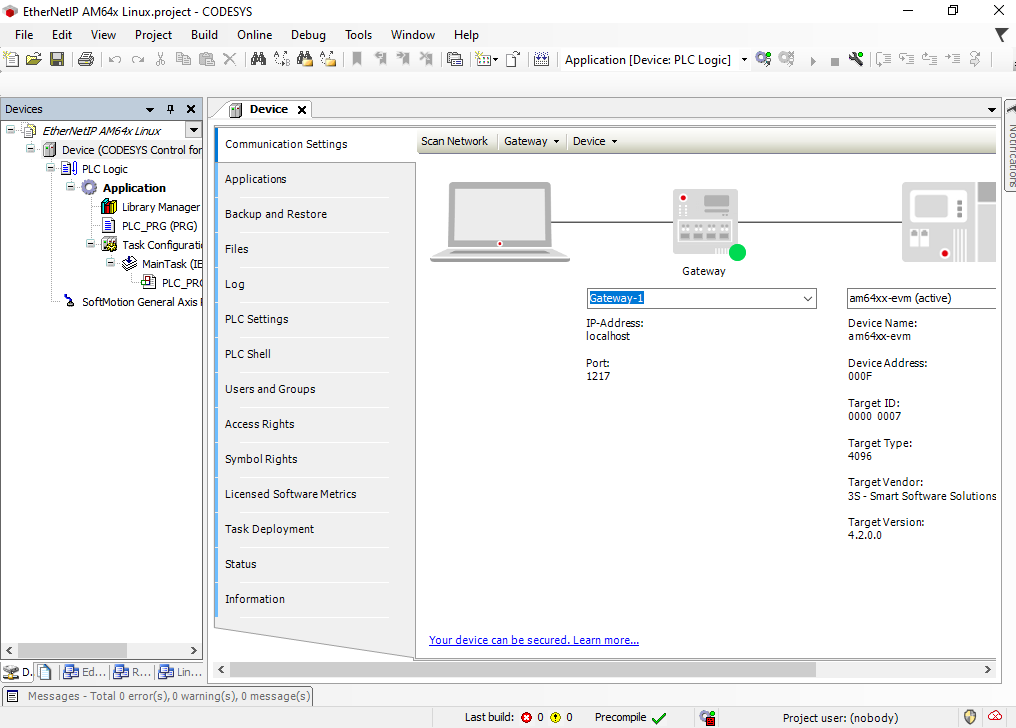 EtherNetIP AM64x Linux.project - CODESYS
File Edit View Project Build Online Debug Tools Window Help
Application [Device: PLC Logic]
Devices
EtherNetIP AM64x Linux
Device (CODESYS Control for
PLC Logic
Application
Library Manager
PLC_PRG (PRG)
Task Configurati
MainTask (IE
PLC_PRG
SoftMotion General Axis
D.
Ed...
R...
Lin...
Device
Communication Settings
Applications
Backup and Restore
Files
Log
PLC Settings
PLC Shell
Users and Groups
Access Rights
Symbol Rights
Licensed Software Metrics
Task Deployment
Status
Information
Scan Network Gateway Device
Gateway
Gateway-1
IP-Address:
localhost
Port:
1217
am64xx-evm (active)
Device Name:
am64xx-evm
Device Address:
000F
Target ID:
0000 0007
Target Type:
4096
Target Vendor:
3S - Smart Software Solutions
Target Version:
4.2.0.0
Your device can be secured. Learn more...
Notifications
Messages - Total 0 error(s), 0 warning(s), 0 message(s)
Last build: 0 0 Precompile Project user: (nobody)